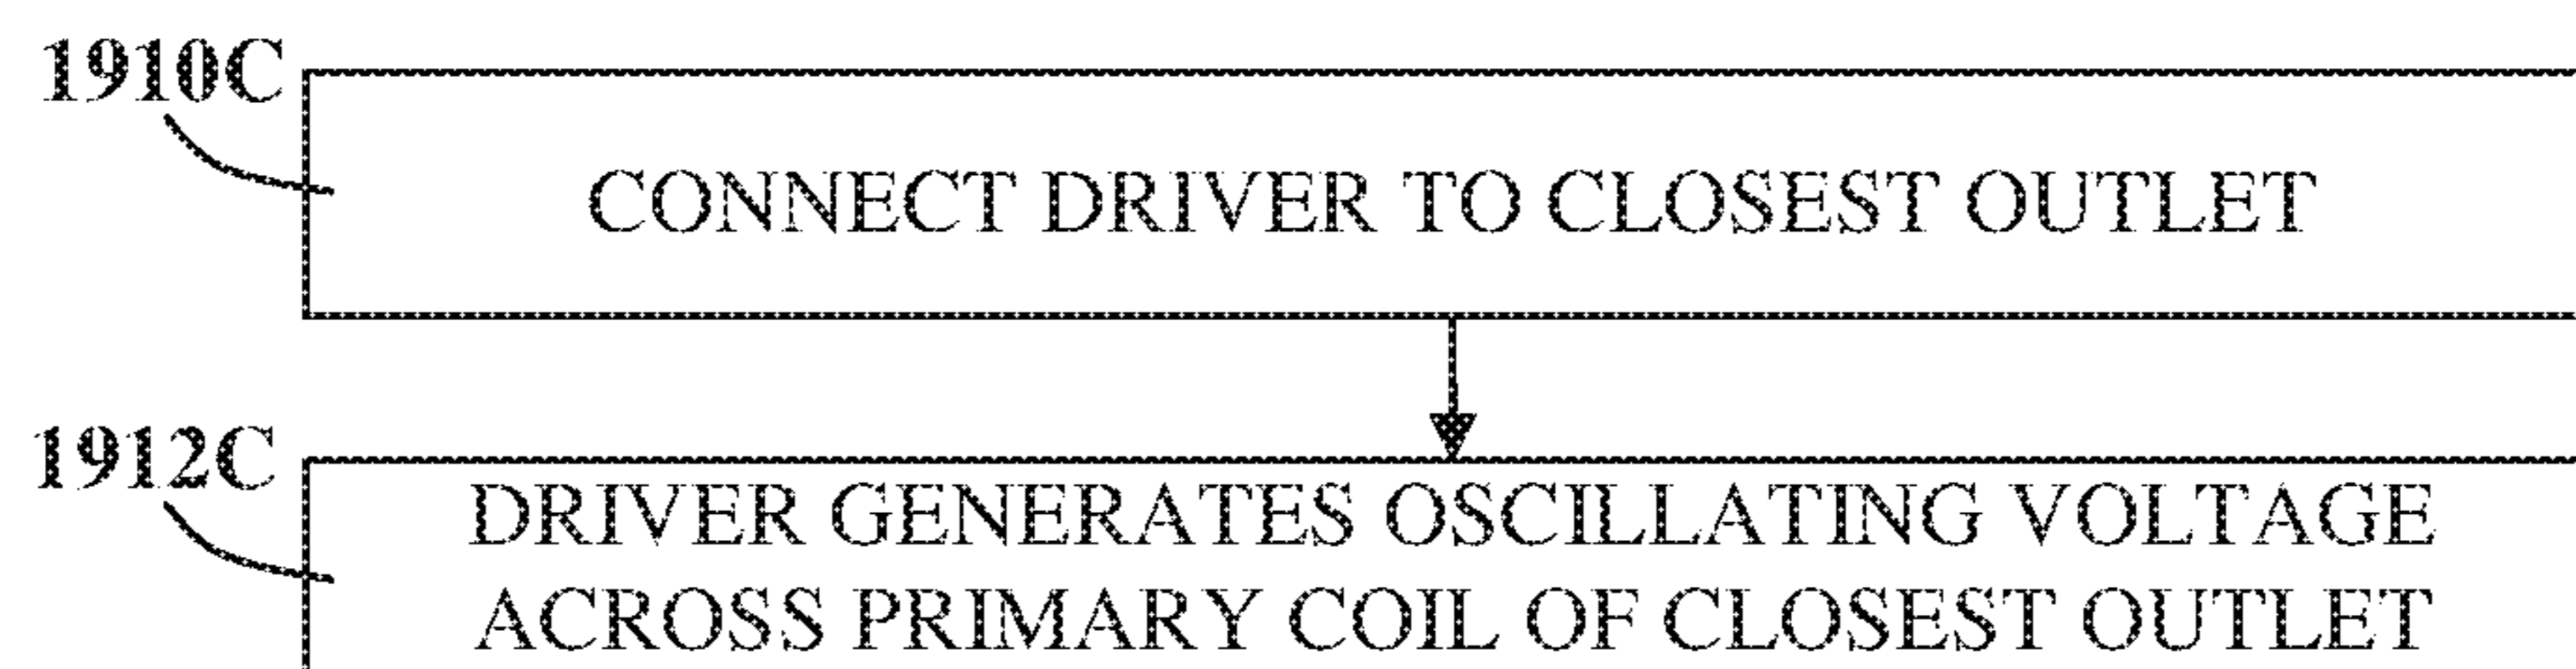 1910C
CONNECT DRIVER TO CLOSEST OUTLET
1912C
DRIVER GENERATES OSCILLATING VOLTAGE
ACROSS PRIMARY COIL OF CLOSEST OUTLET